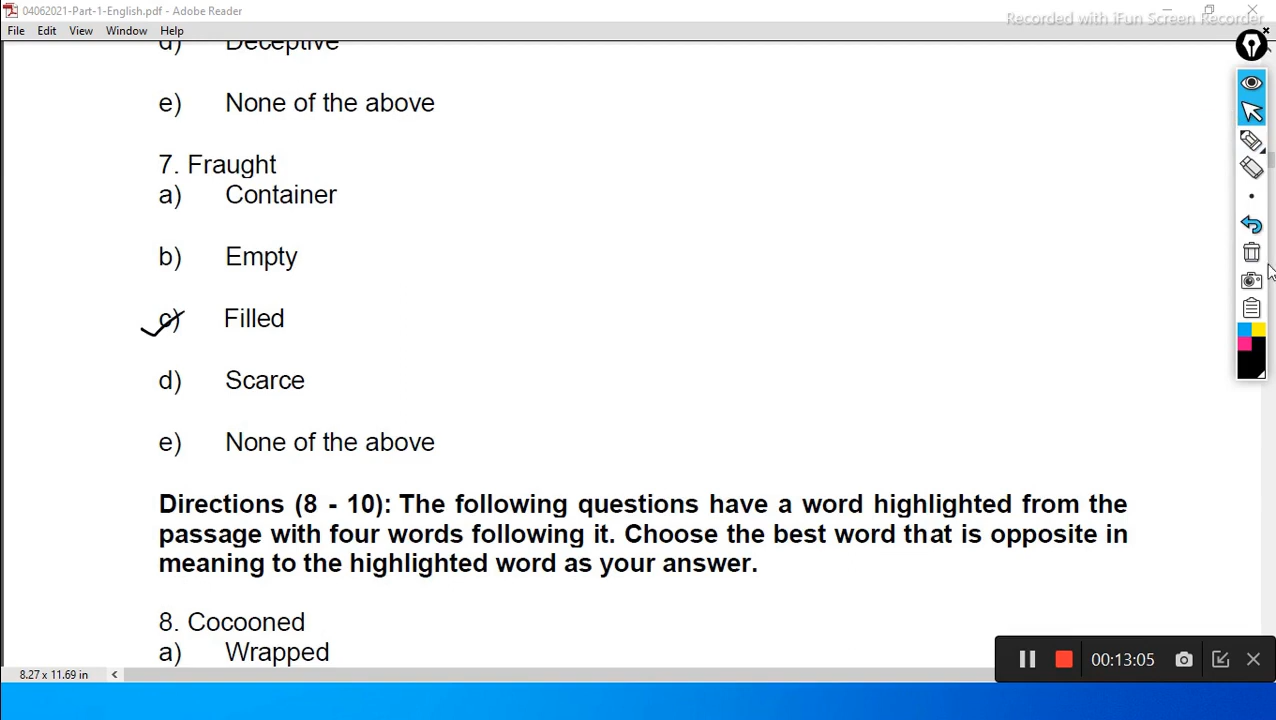 04062021-Part-1-English.pdf - Adobe Reader
Recorded with iFun Screen Recorder
File Edit View Window Help
d) Deceptive
e) None of the above
7. Fraught
a) Container
b) Empty
c) Filled
d) Scarce
e) None of the above
Directions (8 - 10): The following questions have a word highlighted from the
passage with four words following it. Choose the best word that is opposite in
meaning to the highlighted word as your answer.
8. Cocooned
a) Wrapped
8.27 x 11.69 in
00:13:05